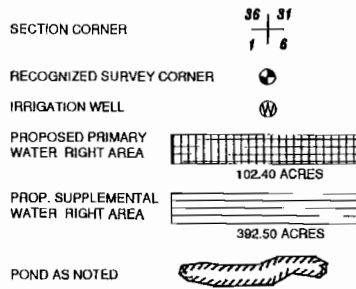 36 31
SECTION CORNER
1 6
RECOGNIZED SURVEY CORNER
IRRIGATION WELL W
PROPOSED PRIMARY
WATER RIGHT AREA
102.40 ACRES
PROP. SUPPLEMENTAL
WATER RIGHT AREA
392.50 ACRES
POND AS NOTED